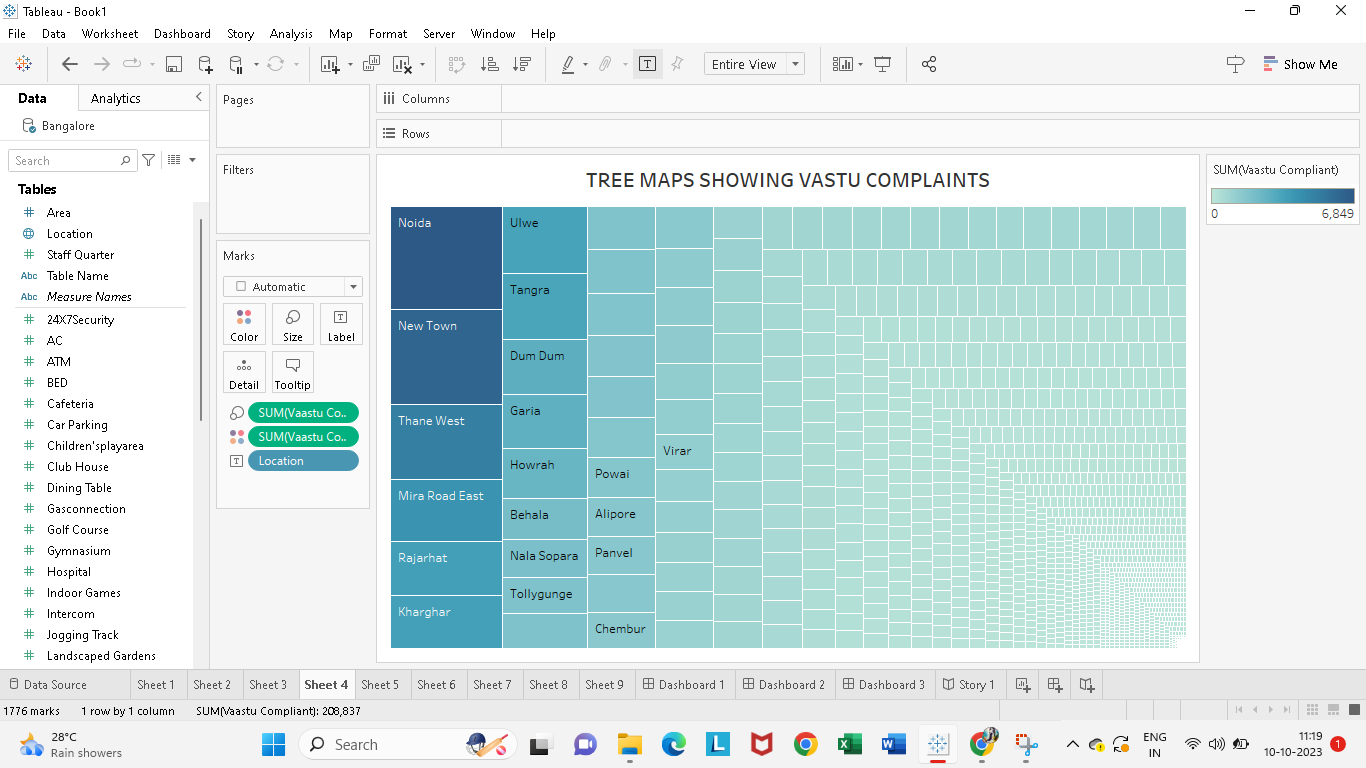 Tableau - Book1
File Data Worksheet Dashboard Story Analysis Map Format Server Window Help
Entire View
Show Me
Data Analytics
Bangalore
Search
Tables
Area
Location
Staff Quarter
Abc Table Name
Abc Measure Names
24X7Security
AC
ATM
BED
Cafeteria
Car Parking
Children'splayarea
Club House
Dining Table
Gasconnection
Golf Course
Gymnasium
Hospital
Indoor Games
Intercom
Jogging Track
Landscaped Gardens
Pages
Filters
Marks
Automatic
Color Size Label
Detail Tooltip
SUM(Vaastu Co..
SUM(Vaastu Co..
Location
Columns
Rows
TREE MAPS SHOWING VASTU COMPLAINTS
Noida
New Town
Thane West
Mira Road East
Rajarhat
Kharghar
Ulwe
Tangra
Dum Dum
Garia
Howrah
Behala
Nala Sopara
Tollygunge
Powai
Alipore
Panvel
Chembur
Virar
SUM(Vaastu Compliant)
0 6,849
Data Source Sheet 1 Sheet 2 Sheet 3 Sheet 4 Sheet 5 Sheet 6 Sheet 7 Sheet 8 Sheet 9 Dashboard 1 Dashboard 2 Dashboard 3 Story 1
1776 marks 1 row by 1 column SUM(Vaastu Compliant): 208,837
28°C
Rain showers
Search
ENG
IN
11:19
10-10-2023
1